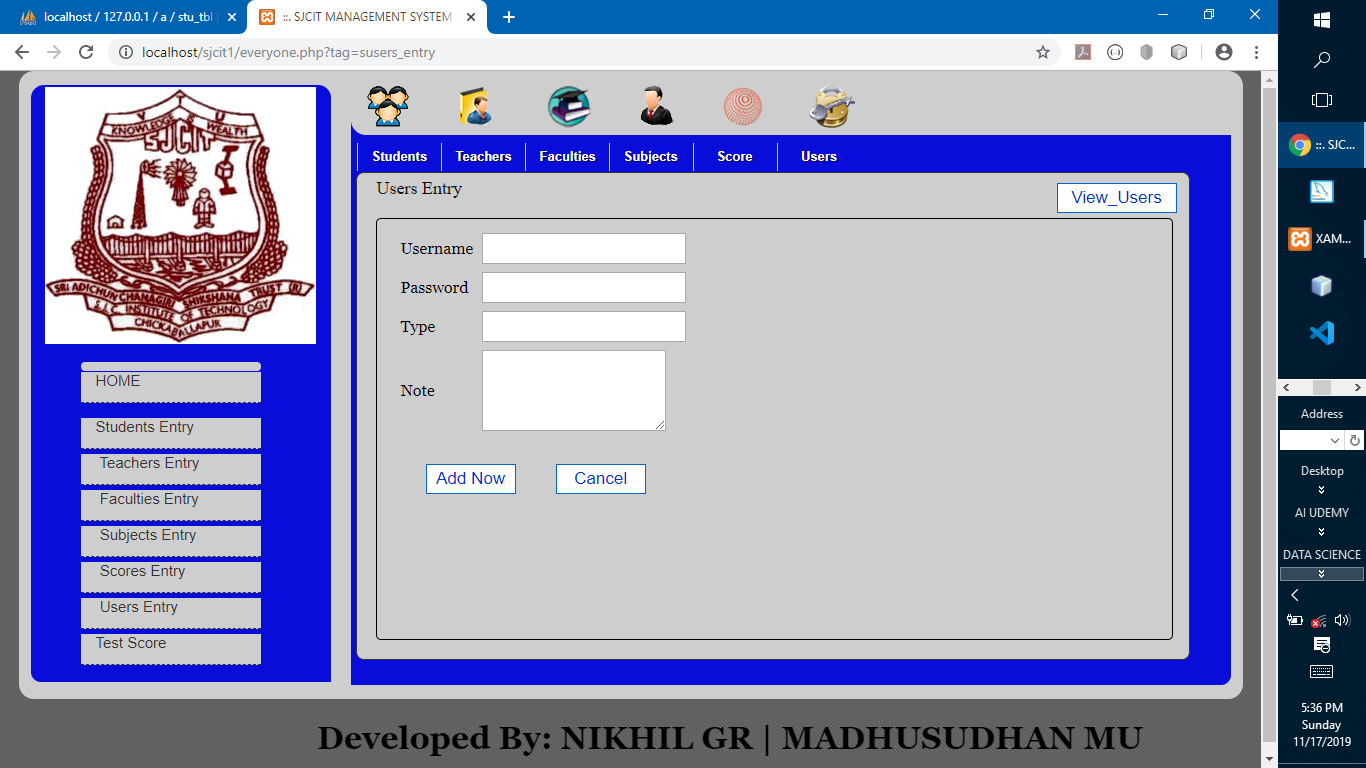 localhost / 127.0.0.1 / a / stu_tbl
::. SJCIT MANAGEMENT SYSTEM .
localhost/sjcit1/everyone.php?tag=susers_entry
V T U
KNOWLEDGE WEALTH
SJCIT
SRI ADICHUNCHANAGIRI SHIKSHANA TRUST (R)
S.J.C. INSTITUTE OF TECHNOLOGY
CHICKABALLAPUR
HOME
Students Entry
Teachers Entry
Faculties Entry
Subjects Entry
Scores Entry
Users Entry
Test Score
Students Teachers Faculties Subjects Score Users
Users Entry
View_Users
Username
Password
Type
Note
Add Now Cancel
Developed By: NIKHIL GR | MADHUSUDHAN MU
::. SJC...
XAM...
Address
Desktop
AI UDEMY
DATA SCIENCE
5:36 PM
Sunday
11/17/2019